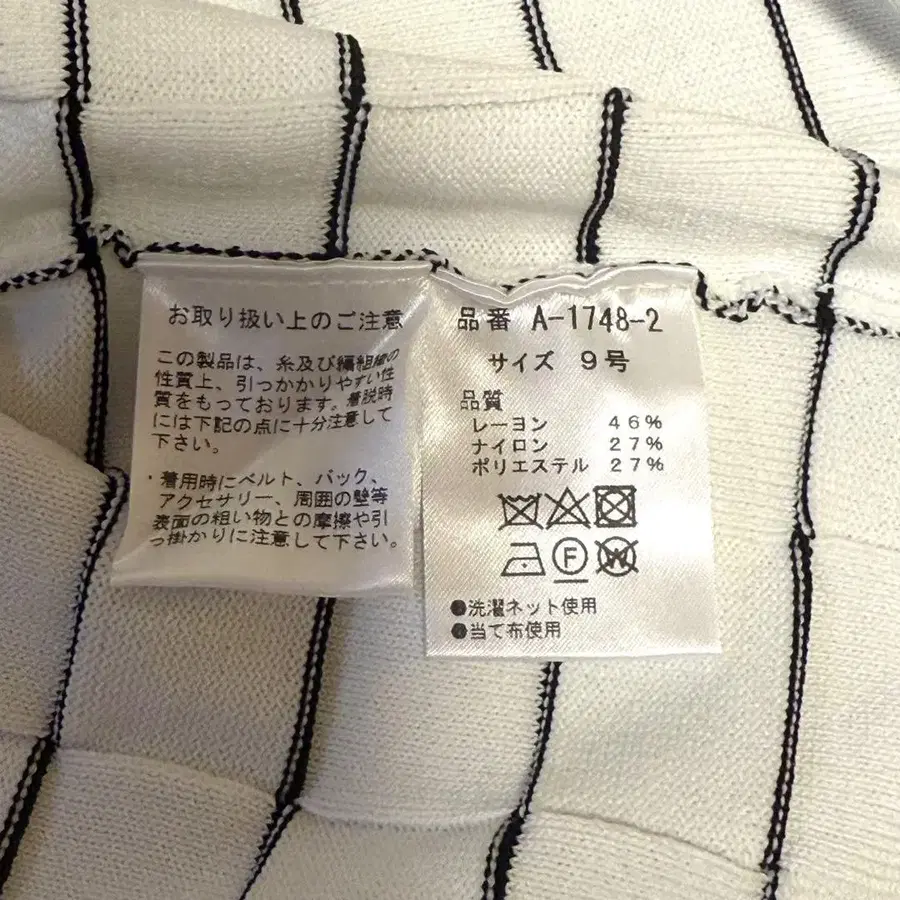 お取り扱い上のご注意
この製品は、糸及び編組織の
性質上、引っかかりやすい性
質をもっております。着脱時
には下記の点に十分注意して
下さい。
・着用時にベルト、バック、
アクセサリー、周囲の壁等
表面の粗い物との摩擦や引
っ掛かりに注意して下さい。
品番 A-1748-2
サイズ 9号
品質
レーヨン 46%
ナイロン 27%
ポリエステル 27%
F
W
●洗濯ネット使用
●当て布使用